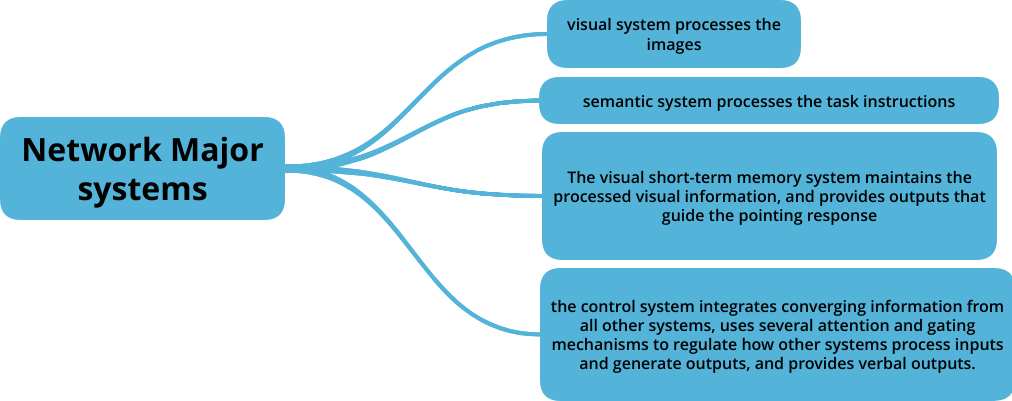 Network Major
systems
visual system processes the
images
semantic system processes the task instructions
The visual short-term memory system maintains the
processed visual information, and provides outputs that
guide the pointing response
the control system integrates converging information from
all other systems, uses several attention and gating
mechanisms to regulate how other systems process inputs
and generate outputs, and provides verbal outputs.